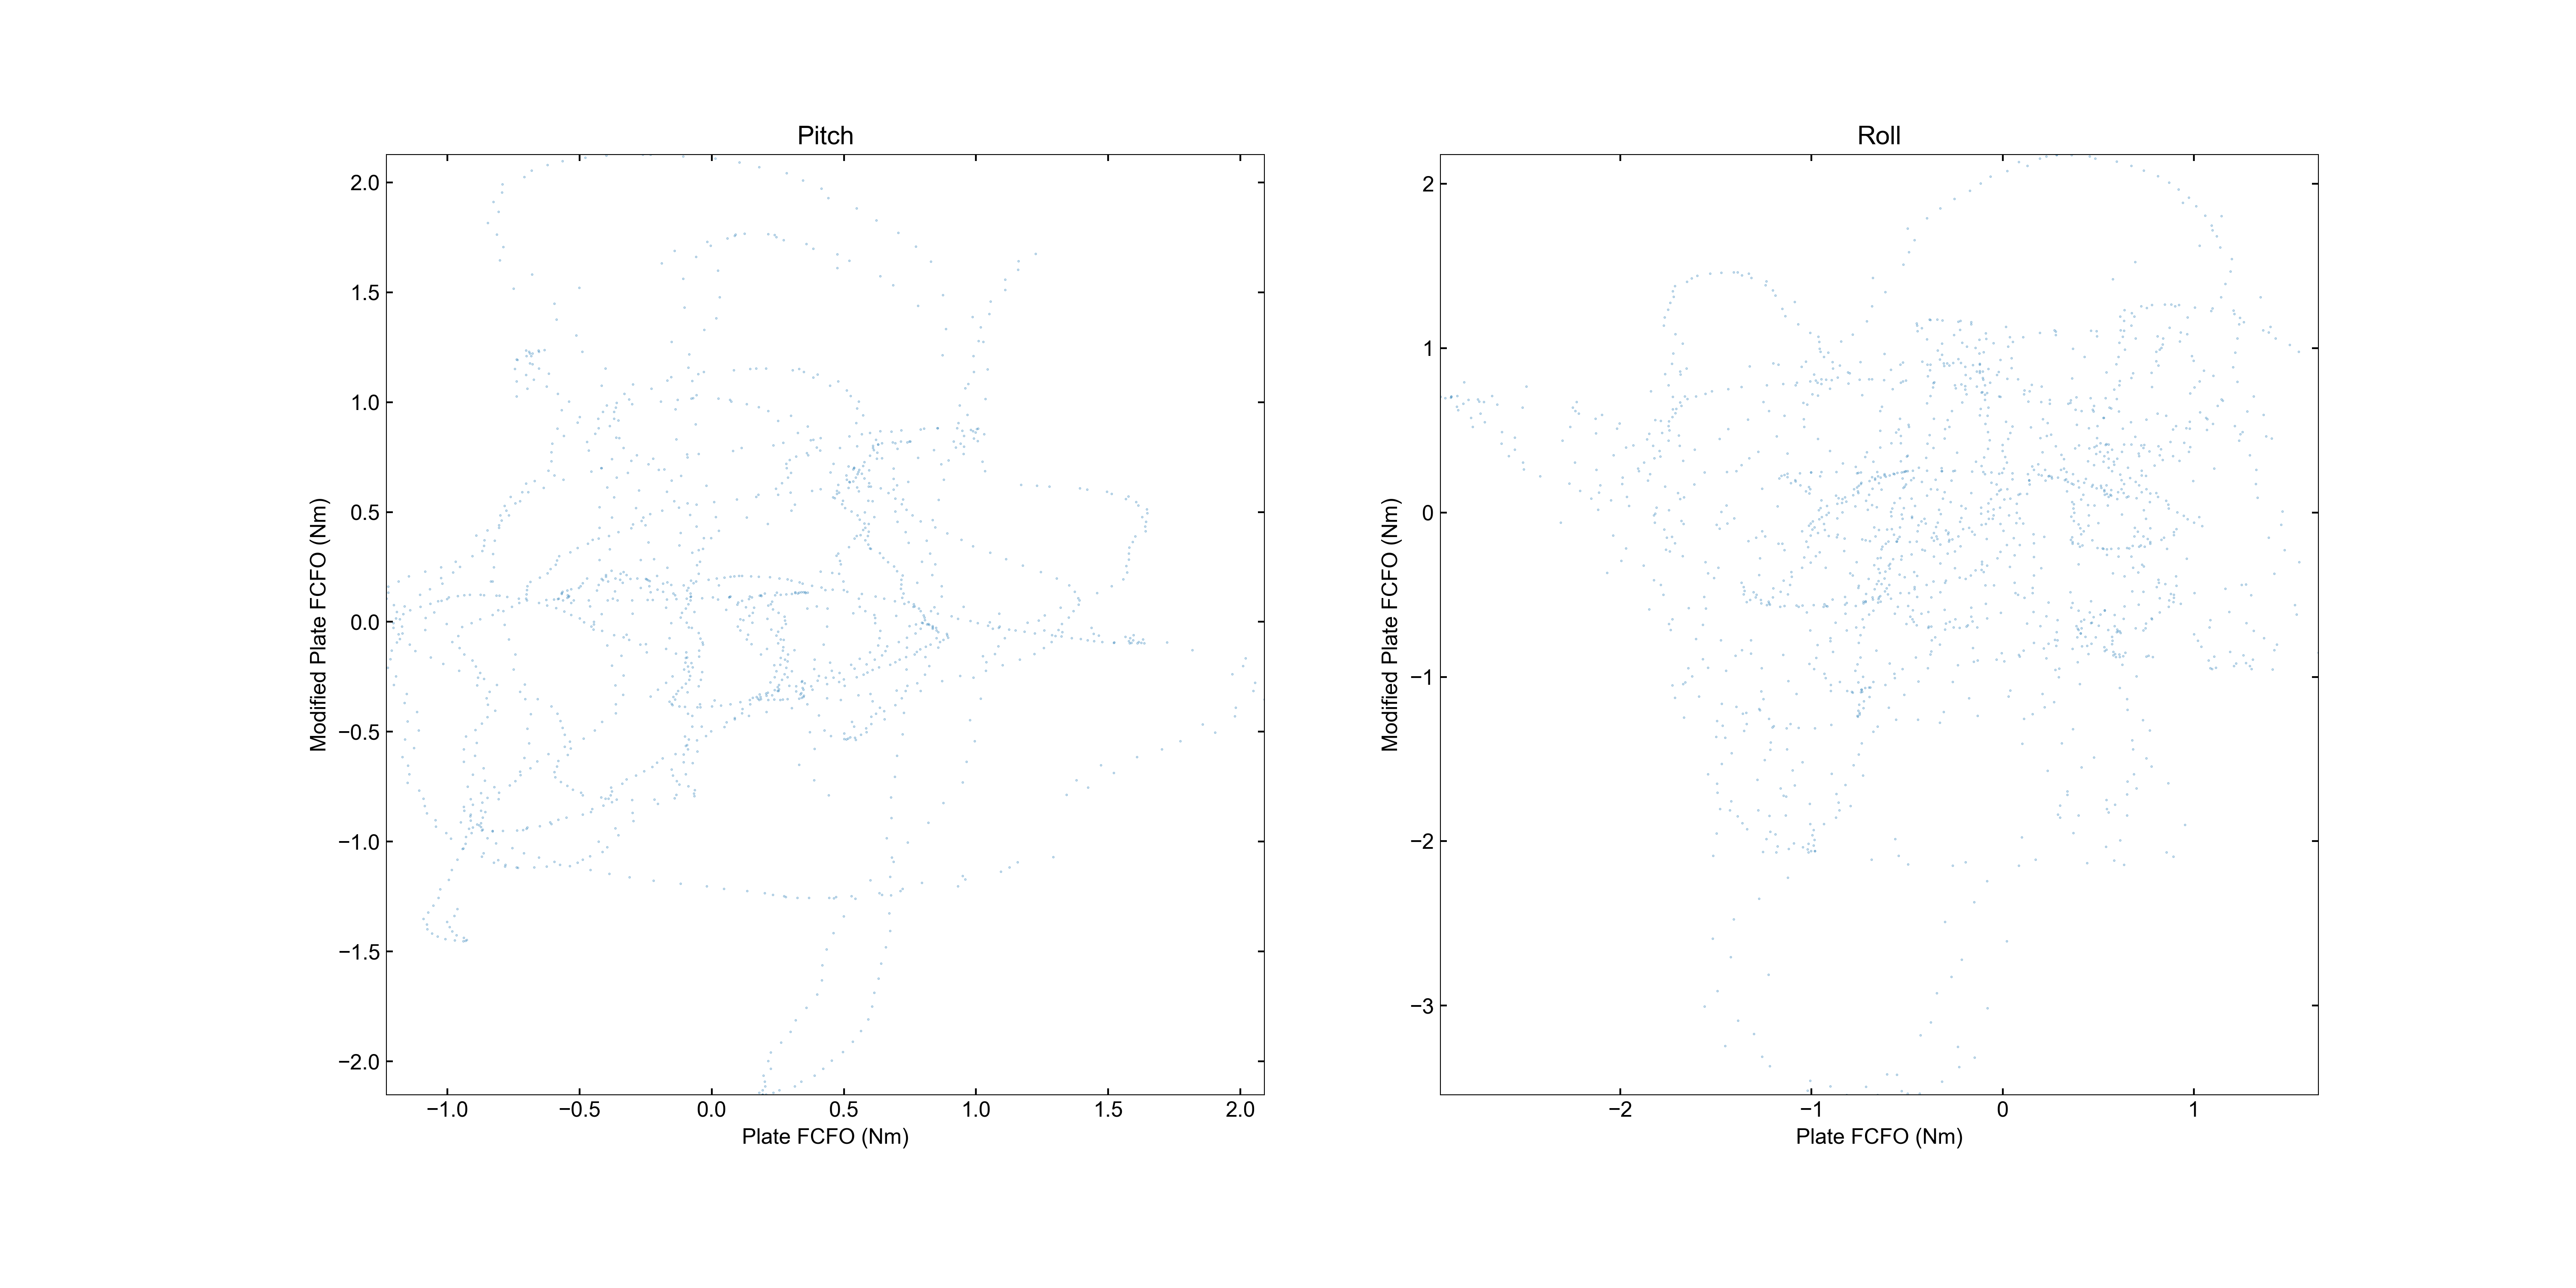 Pitch
Modified Plate FCFO (Nm)
2.0
1.5
1.0
0.5
0.0
−0.5
−1.0
−1.5
−2.0
−1.0 −0.5 0.0 0.5 1.0 1.5 2.0
Plate FCFO (Nm)
Roll
Modified Plate FCFO (Nm)
2
1
0
−1
−2
−3
−2 −1 0 1
Plate FCFO (Nm)